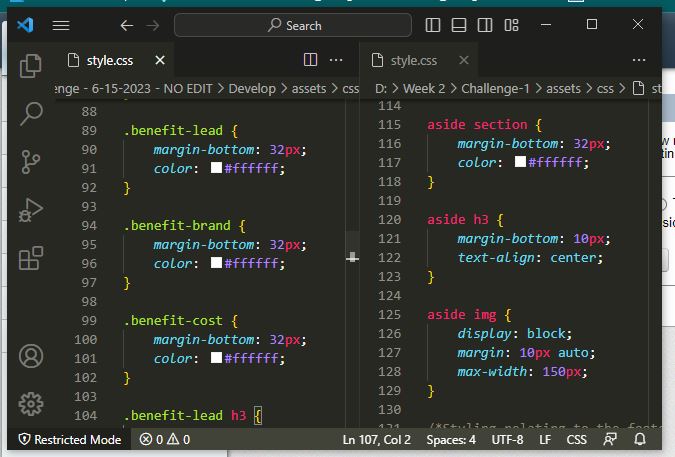 Search
style.css
style.css
enge - 6-15-2023 - NO EDIT > Develop > assets > css
D: > Week 2 > Challenge-1 > assets > css > st
88
89 .benefit-lead {
90 margin-bottom: 32px;
91 color: #ffffff;
92 }
93
94 .benefit-brand {
95 margin-bottom: 32px;
96 color: #ffffff;
97 }
98
99 .benefit-cost {
100 margin-bottom: 32px;
101 color: #ffffff;
102 }
103
104 .benefit-lead h3 {
114
115 aside section {
116 margin-bottom: 32px;
117 color: #ffffff;
118 }
119
120 aside h3 {
121 margin-bottom: 10px;
122 text-align: center;
123 }
124
125 aside img {
126 display: block;
127 margin: 10px auto;
128 max-width: 150px;
129 }
130
131 /*Styling relating to the foote
Restricted Mode 0 0 Ln 107, Col 2 Spaces: 4 UTF-8 LF CSS